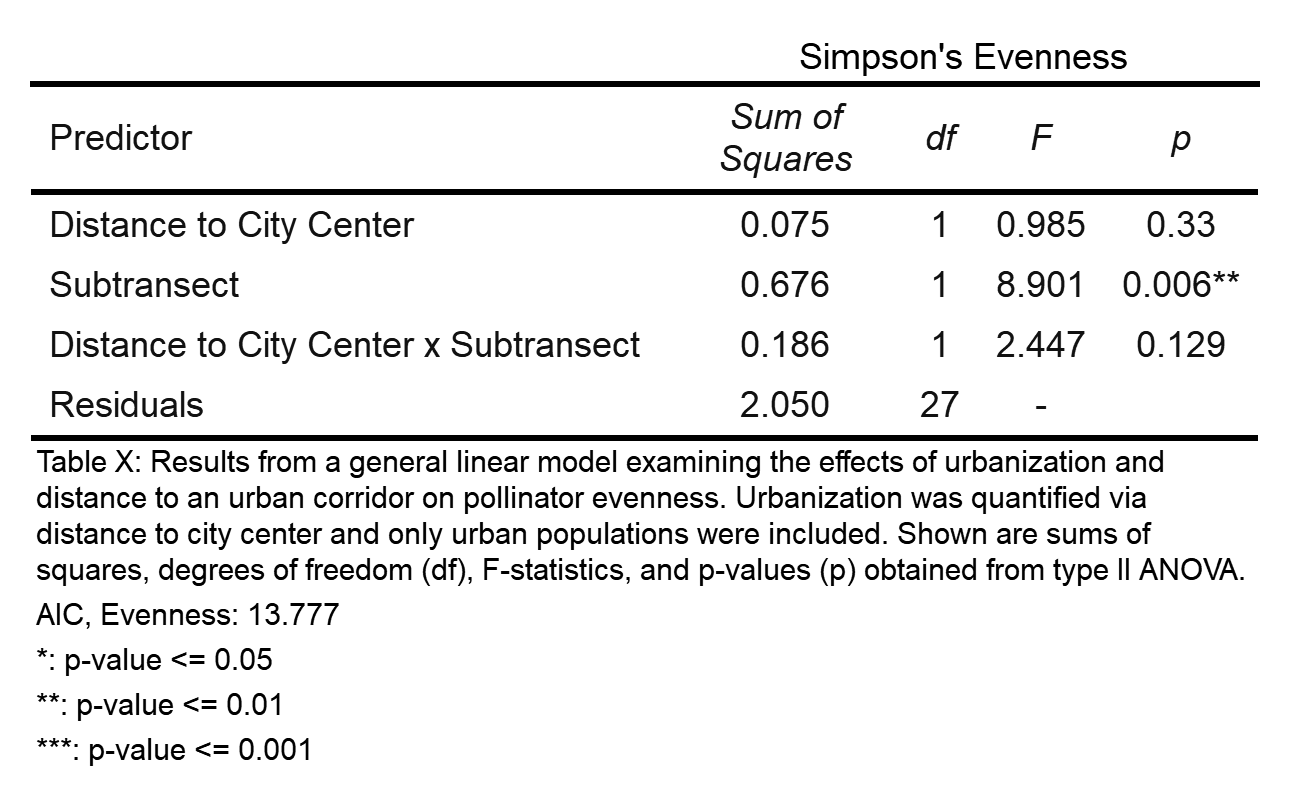 Simpson's Evenness
Predictor Sum of Squares df F p
Distance to City Center 0.075 1 0.985 0.33
Subtransect 0.676 1 8.901 0.006**
Distance to City Center x Subtransect 0.186 1 2.447 0.129
Residuals 2.050 27 -
Table X: Results from a general linear model examining the effects of urbanization and
distance to an urban corridor on pollinator evenness. Urbanization was quantified via
distance to city center and only urban populations were included. Shown are sums of
squares, degrees of freedom (df), F-statistics, and p-values (p) obtained from type II ANOVA.
AIC, Evenness: 13.777
*: p-value <= 0.05
**: p-value <= 0.01
***: p-value <= 0.001